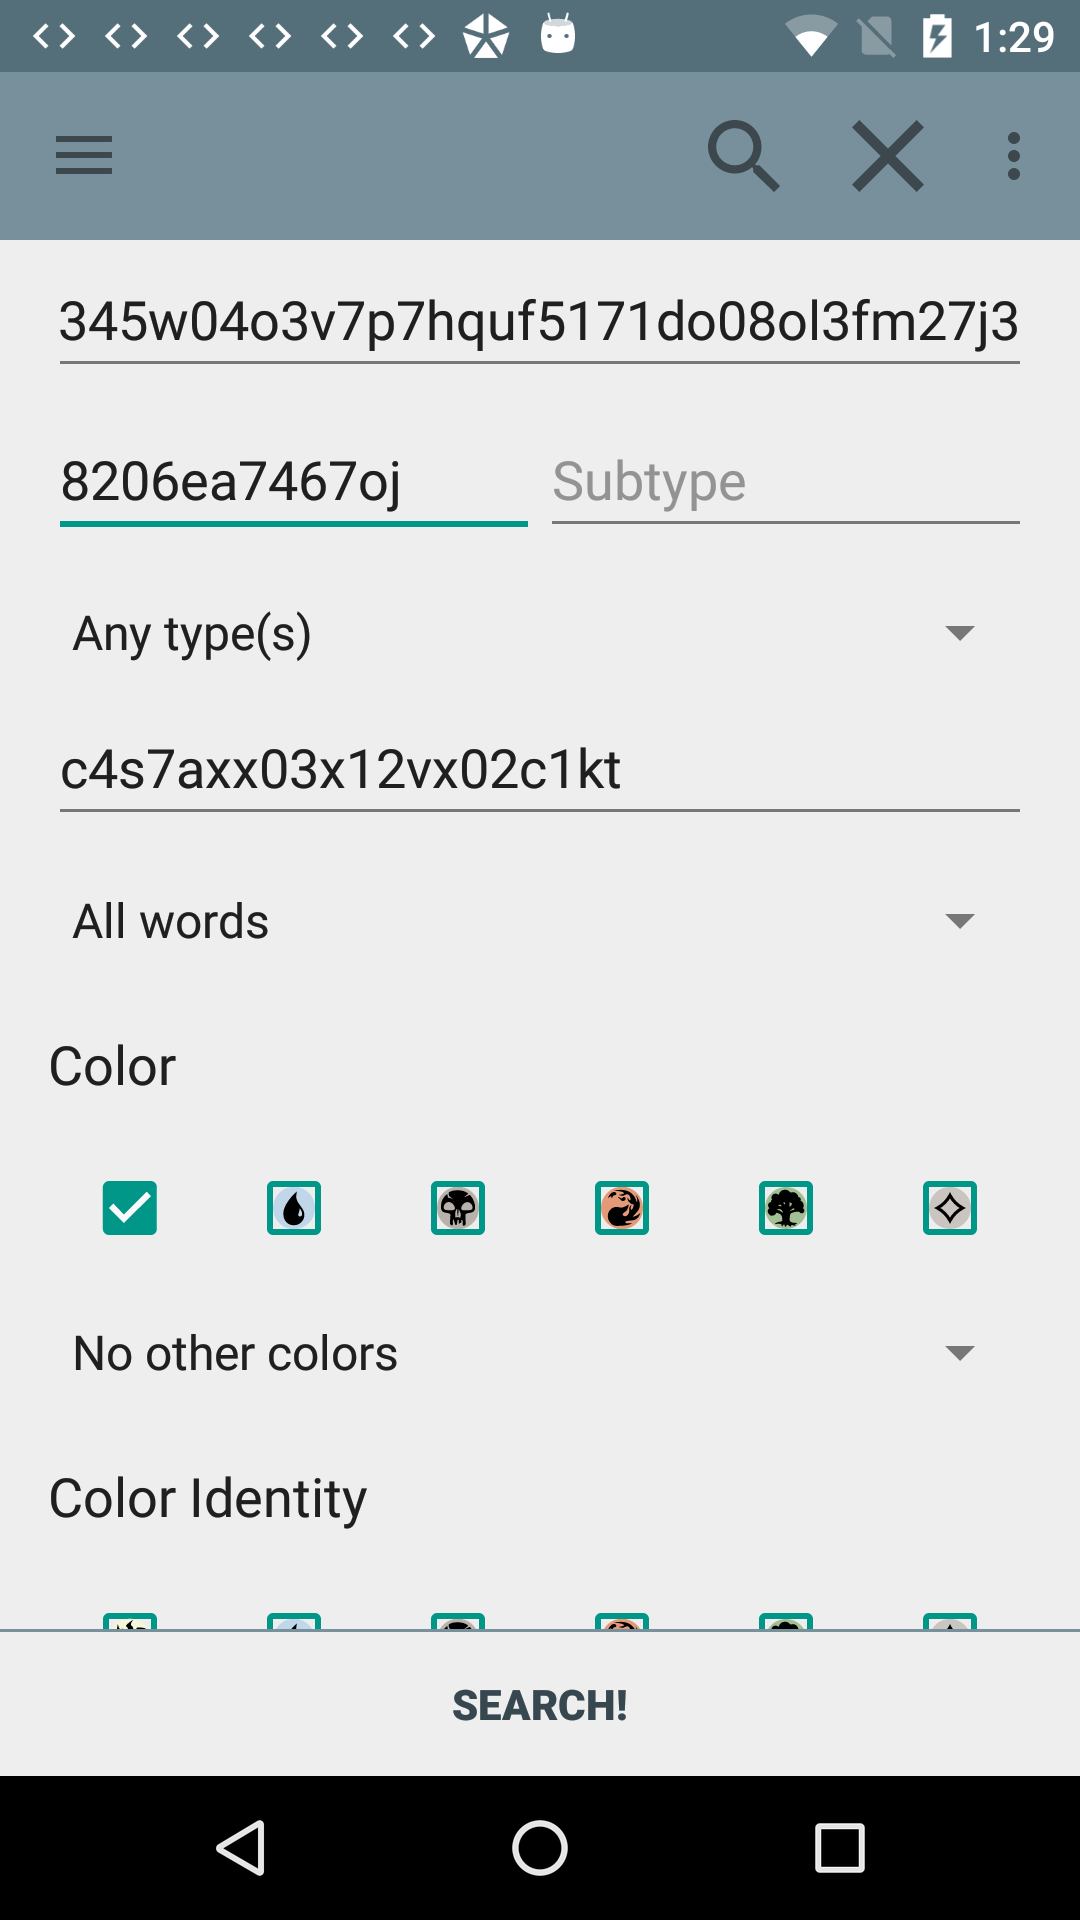 1:29
345w04o3v7p7hquf5171do08ol3fm27j3
8206ea7467oj Subtype
Any type(s)
c4s7axx03x12vx02c1kt
All words
Color
No other colors
Color Identity
SEARCH!